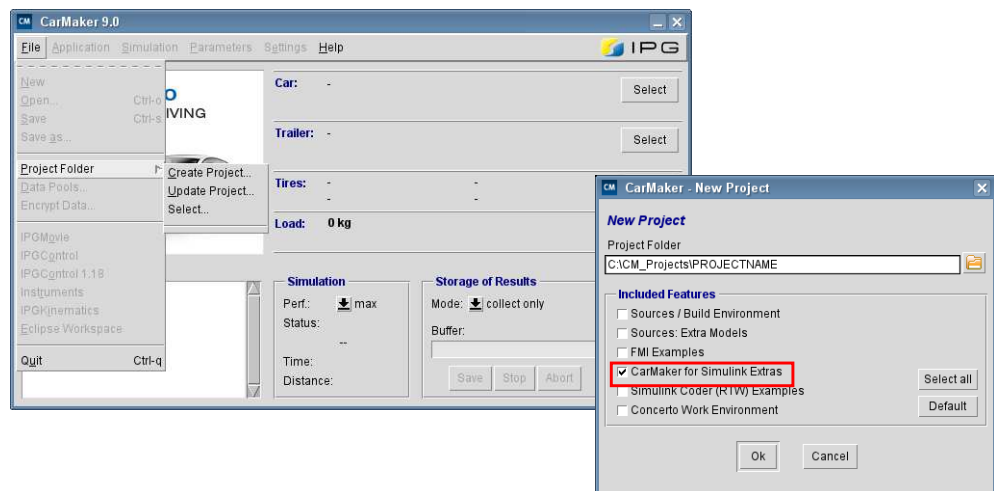 CM CarMaker 9.0
File Application Simulation Parameters Settings Help
IPG
New
Open... Ctrl-o
Save Ctrl-s
Save as...
Project Folder
Data Pools...
Encrypt Data...
IPGMovie
IPGControl
IPGControl 1.18
Instruments
IPGKinematics
Eclipse Workspace
Quit Ctrl-q
Create Project...
Update Project...
Select...
O
IVING
Car: - Select
Trailer: - Select
Tires: - -
- -
Load: 0 kg
Simulation
Perf.: max
Status:
--
Time:
Distance:
Storage of Results
Mode: collect only
Buffer:
Save Stop Abort
CM CarMaker - New Project
New Project
Project Folder
C:\CM_Projects\PROJECTNAME
Included Features
Sources / Build Environment
Sources: Extra Models
FMI Examples
CarMaker for Simulink Extras
Simulink Coder (RTW) Examples
Concerto Work Environment
Select all
Default
Ok Cancel